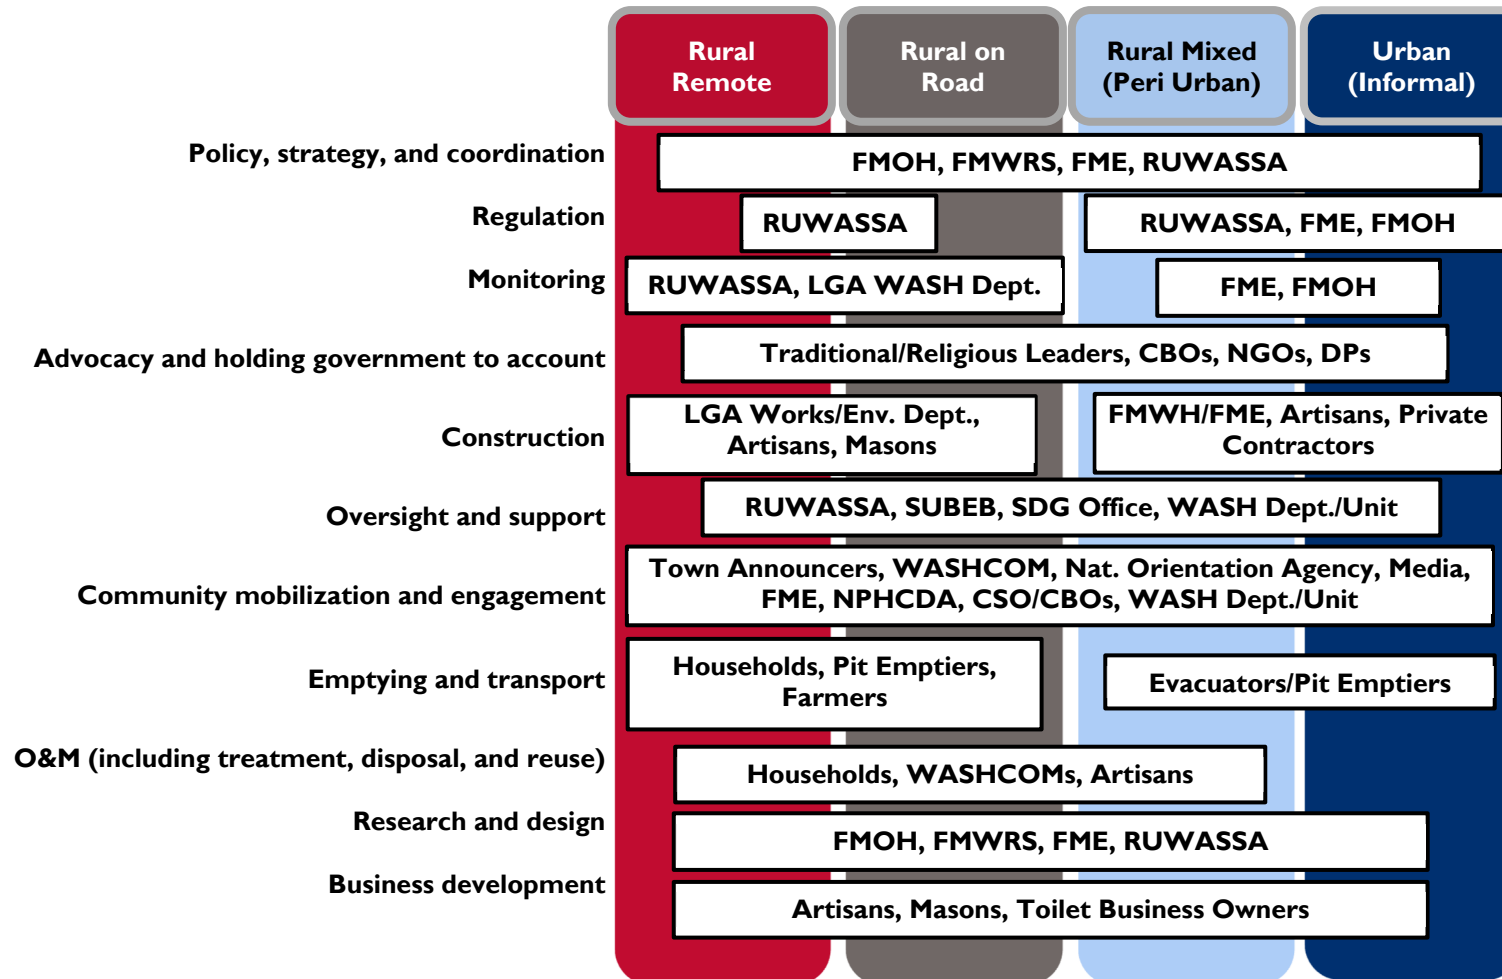 Rural
Remote
Rural on
Road
Rural Mixed
(Peri Urban)
Urban
(Informal)
Policy, strategy, and coordination
FMOH, FMWRS, FME, RUWASSA
Regulation
RUWASSA
RUWASSA, FME, FMOH
Monitoring
RUWASSA, LGA WASH Dept.
FME, FMOH
Advocacy and holding government to account
Traditional/Religious Leaders, CBOs, NGOs, DPs
Construction
LGA Works/Env. Dept.,
Artisans, Masons
FMWH/FME, Artisans, Private
Contractors
Oversight and support
RUWASSA, SUBEB, SDG Office, WASH Dept./Unit
Community mobilization and engagement
Town Announcers, WASHCOM, Nat. Orientation Agency, Media,
FME, NPHCDA, CSO/CBOs, WASH Dept./Unit
Emptying and transport
Households, Pit Emptiers,
Farmers
Evacuators/Pit Emptiers
O&M (including treatment, disposal, and reuse)
Households, WASHCOMs, Artisans
Research and design
FMOH, FMWRS, FME, RUWASSA
Business development
Artisans, Masons, Toilet Business Owners